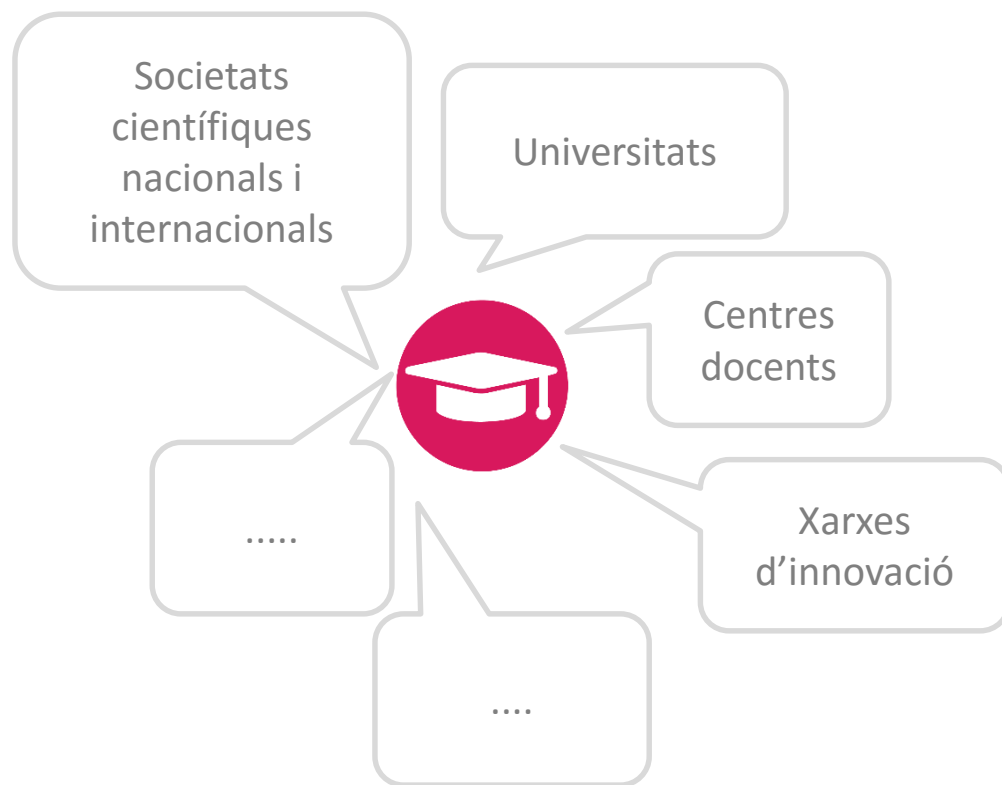 Societats
científiques
nacionals i
internacionals
Universitats
Centres
docents
Xarxes
d’innovació
.....
....